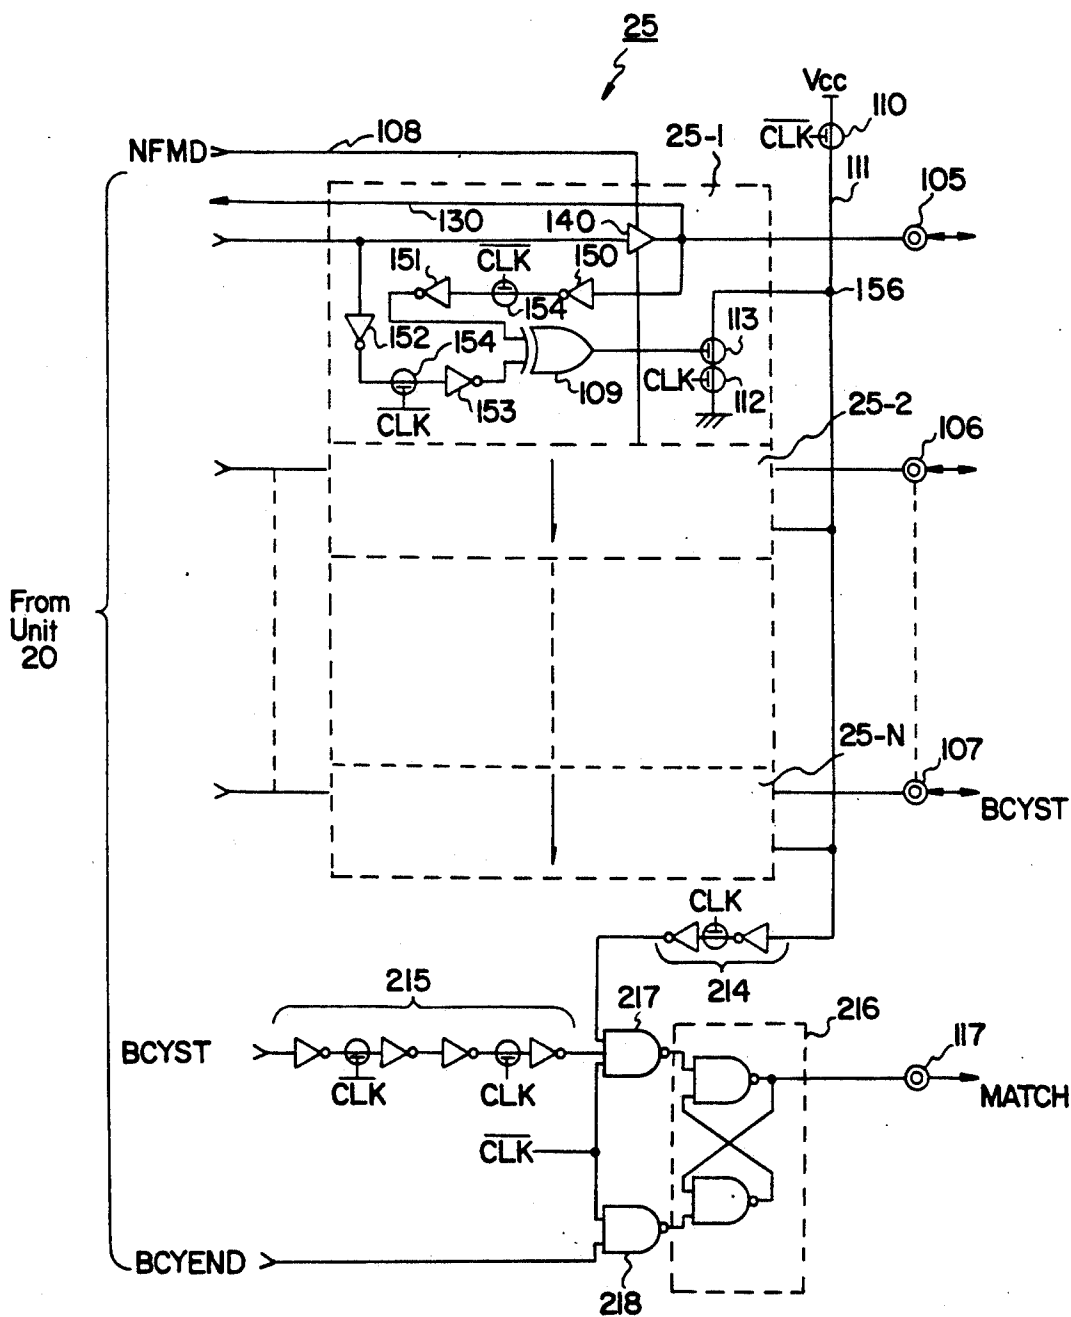 25
Vcc
110
CLK
NFMD
108
25-1
111
105
130
140
151
CLK
150
154
156
152
154
113
CLK
112
109
153
CLK
25-2
106
From
Unit
20
25-N
107
BCYST
CLK
214
215
217
216
BCYST
CLK
CLK
117
MATCH
CLK
BCYEND
218